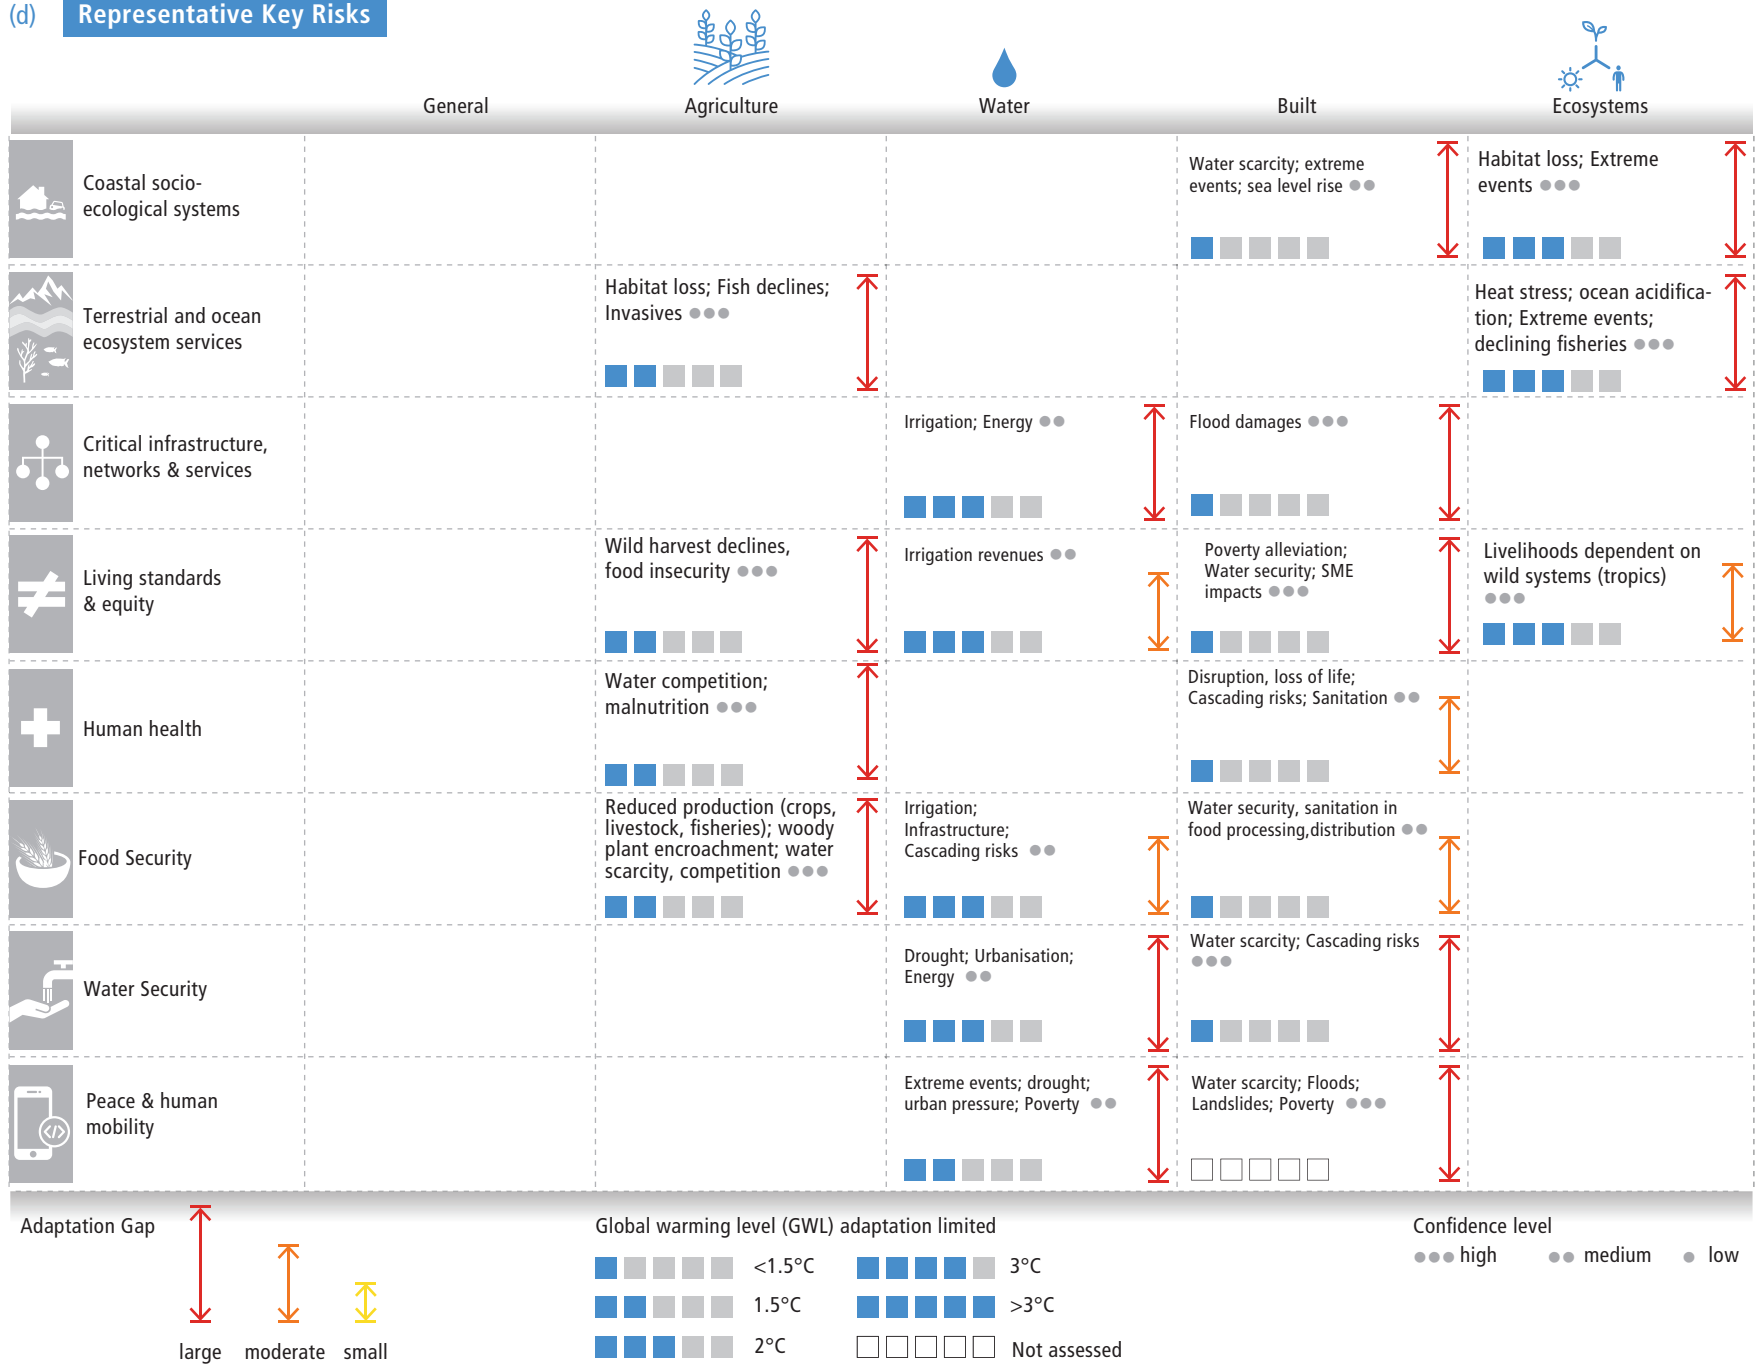 (d) Representative Key Risks
General Agriculture Water Built Ecosystems
Coastal socio-
ecological systems
Water scarcity; extreme
events; sea level rise
Habitat loss; Extreme
events
Terrestrial and ocean
ecosystem services
Habitat loss; Fish declines;
Invasives
Heat stress; ocean acidifica-
tion; Extreme events;
declining fisheries
Critical infrastructure,
networks & services
Irrigation; Energy
Flood damages
Living standards
& equity
Wild harvest declines,
food insecurity
Irrigation revenues
Poverty alleviation;
Water security; SME
impacts
Livelihoods dependent on
wild systems (tropics)
Human health
Water competition;
malnutrition
Disruption, loss of life;
Cascading risks; Sanitation
Food Security
Reduced production (crops,
livestock, fisheries); woody
plant encroachment; water
scarcity, competition
Irrigation;
Infrastructure;
Cascading risks
Water security, sanitation in
food processing,distribution
Water Security
Drought; Urbanisation;
Energy
Water scarcity; Cascading risks
Peace & human
mobility
</>
Extreme events; drought;
urban pressure; Poverty
Water scarcity; Floods;
Landslides; Poverty
Adaptation Gap
large moderate small
Global warming level (GWL) adaptation limited
<1.5°C
1.5°C
2°C
3°C
>3°C
Not assessed
Confidence level
high medium low